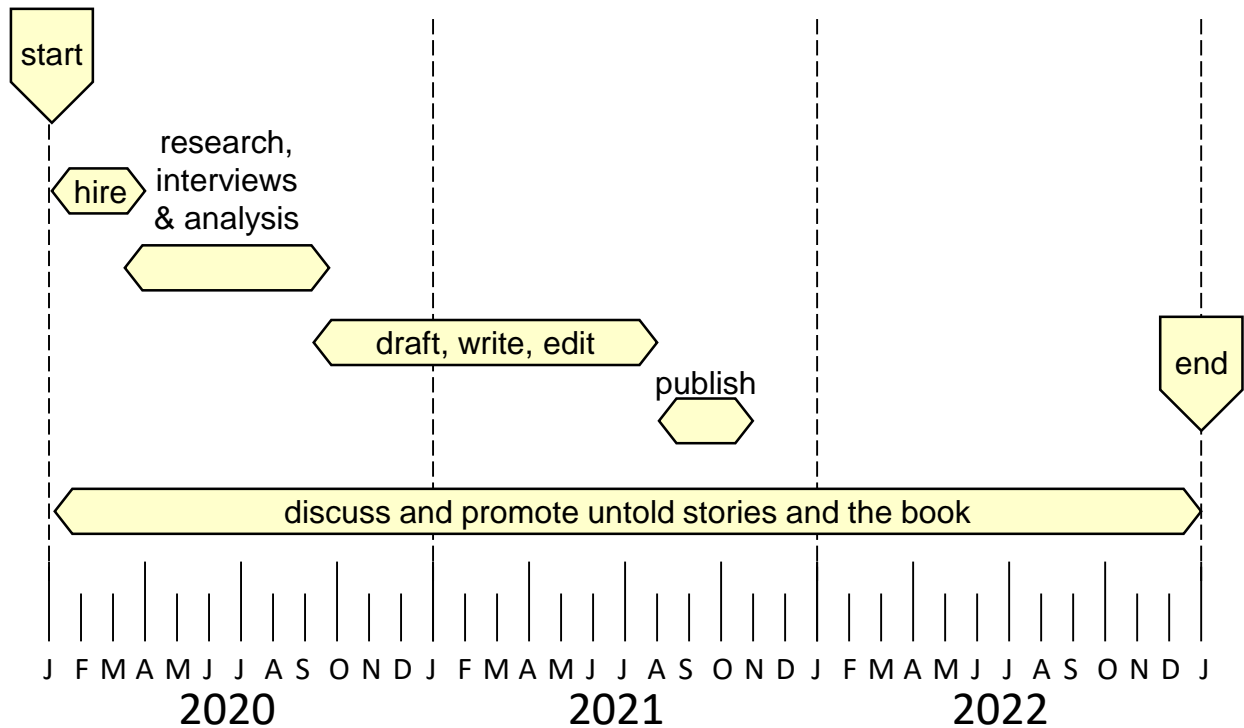 start
research,
interviews
& analysis
hire
draft, write, edit
end
publish
discuss and promote untold stories and the book
J F M A M J J A S O N D J F M A M J J A S O N D J F M A M J J A S O N D J
2020 2021 2022